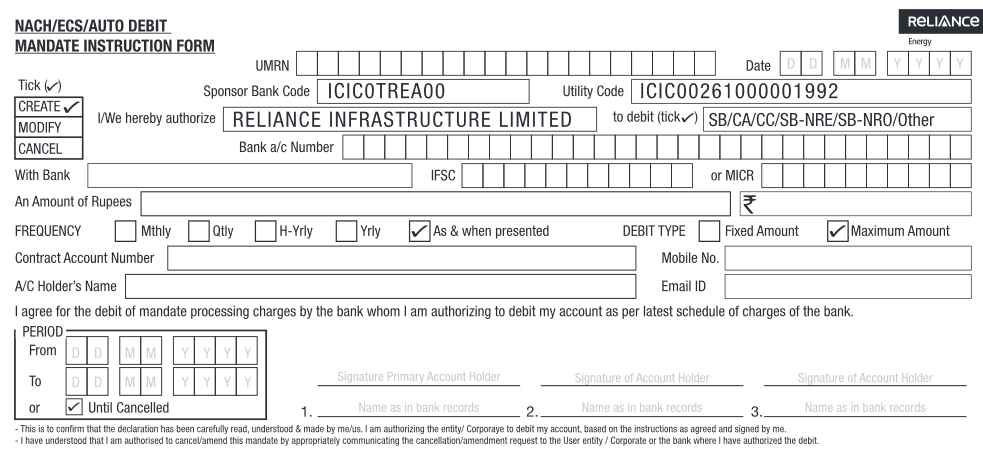 NACH/ECS/AUTO DEBIT
MANDATE INSTRUCTION FORM
RELIANCE
Energy
UMRN
Date D D M M Y Y Y Y
Tick (✓)
CREATE ✓
MODIFY
CANCEL
Sponsor Bank Code ICIC0TREA00 Utility Code ICIC00261000001992
I/We hereby authorize RELIANCE INFRASTRUCTURE LIMITED to debit (tick✓) SB/CA/CC/SB-NRE/SB-NRO/Other
Bank a/c Number
With Bank IFSC or MICR
An Amount of Rupees ₹
FREQUENCY Mthly Qtly H-Yrly Yrly ✓ As & when presented DEBIT TYPE Fixed Amount ✓ Maximum Amount
Contract Account Number Mobile No.
A/C Holder's Name Email ID
I agree for the debit of mandate processing charges by the bank whom I am authorizing to debit my account as per latest schedule of charges of the bank.
PERIOD
From D D M M Y Y Y Y
To D D M M Y Y Y Y
or ✓ Until Cancelled
Signature Primary Account Holder Signature of Account Holder Signature of Account Holder
1. Name as in bank records 2. Name as in bank records 3. Name as in bank records
- This is to confirm that the declaration has been carefully read, understood & made by me/us. I am authorizing the entity/ Corporaye to debit my account, based on the instructions as agreed and signed by me.
- I have understood that I am authorised to cancel/amend this mandate by appropriately communicating the cancellation/amendment request to the User entity / Corporate or the bank where I have authorized the debit.